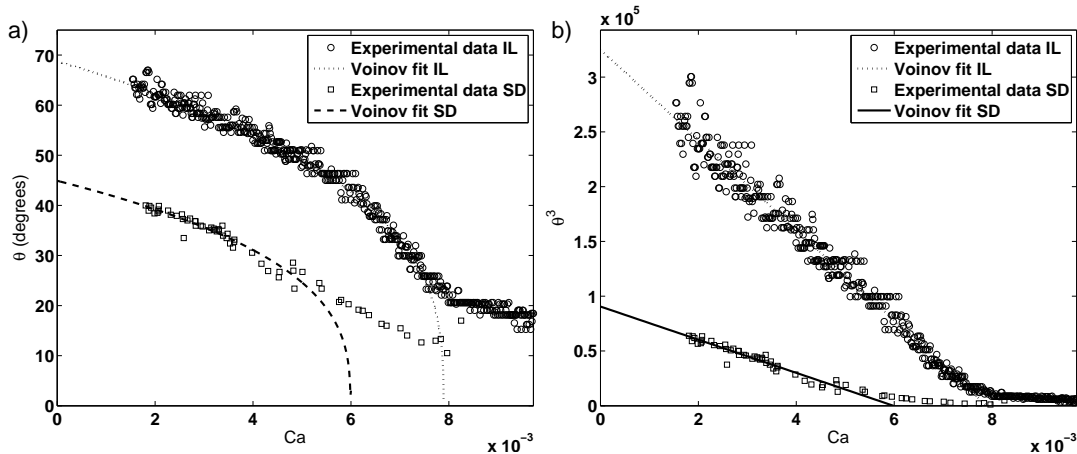 a)
70
60
50
40
30
20
10
0
θ (degrees)
Experimental data IL
Voinov fit IL
Experimental data SD
Voinov fit SD
0 2 4 6 8
Ca
x 10⁻³
b)
x 10⁵
3
2.5
2
1.5
1
0.5
0
θ³
Experimental data IL
Voinov fit IL
Experimental data SD
Voinov fit SD
0 2 4 6 8
Ca
x 10⁻³